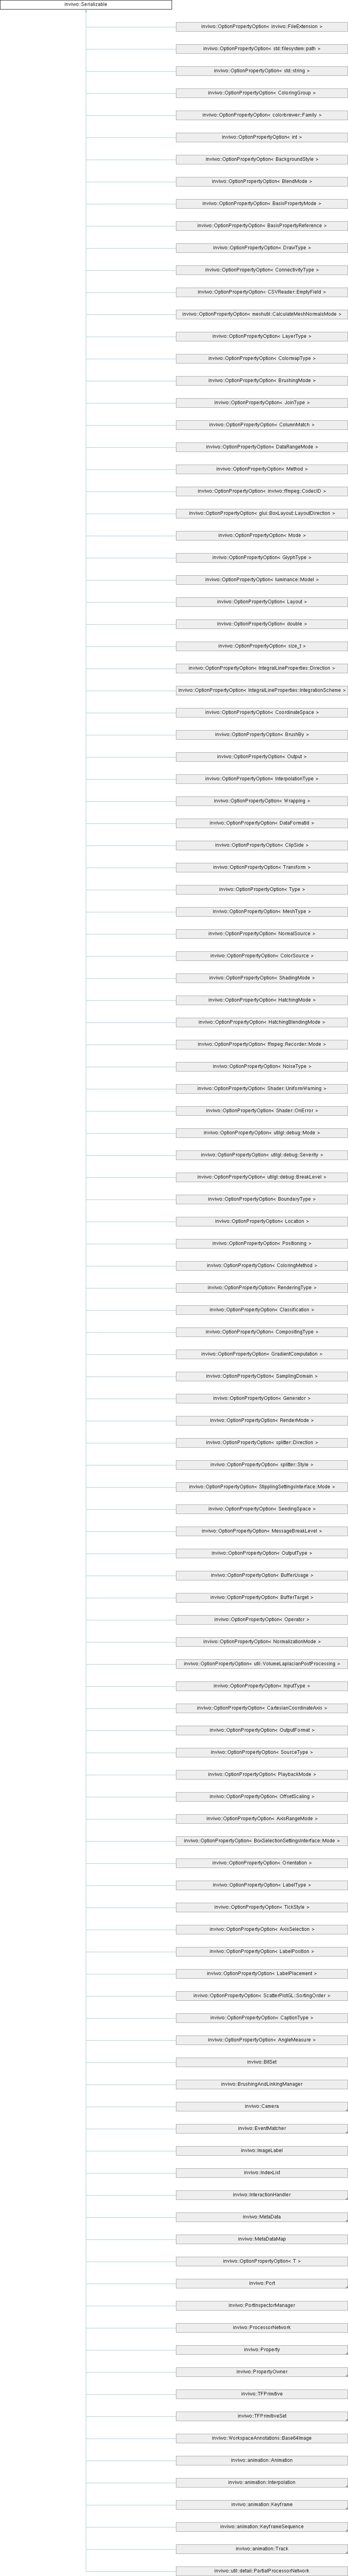 inviwo::Serializable
inviwo::OptionPropertyOption< inviwo::FileExtension >
inviwo::OptionPropertyOption< std::filesystem::path >
inviwo::OptionPropertyOption< std::string >
inviwo::OptionPropertyOption< ColoringGroup >
inviwo::OptionPropertyOption< colorbrewer::Family >
inviwo::OptionPropertyOption< int >
inviwo::OptionPropertyOption< BackgroundStyle >
inviwo::OptionPropertyOption< BlendMode >
inviwo::OptionPropertyOption< BasisPropertyMode >
inviwo::OptionPropertyOption< BasisPropertyReference >
inviwo::OptionPropertyOption< DrawType >
inviwo::OptionPropertyOption< ConnectivityType >
inviwo::OptionPropertyOption< CSVReader::EmptyField >
inviwo::OptionPropertyOption< meshutil::CalculateMeshNormalsMode >
inviwo::OptionPropertyOption< LayerType >
inviwo::OptionPropertyOption< ColormapType >
inviwo::OptionPropertyOption< BrushingMode >
inviwo::OptionPropertyOption< JoinType >
inviwo::OptionPropertyOption< ColumnMatch >
inviwo::OptionPropertyOption< DataRangeMode >
inviwo::OptionPropertyOption< Method >
inviwo::OptionPropertyOption< inviwo::ffmpeg::CodecID >
inviwo::OptionPropertyOption< glui::BoxLayout::LayoutDirection >
inviwo::OptionPropertyOption< Mode >
inviwo::OptionPropertyOption< GlyphType >
inviwo::OptionPropertyOption< luminance::Model >
inviwo::OptionPropertyOption< Layout >
inviwo::OptionPropertyOption< double >
inviwo::OptionPropertyOption< size_t >
inviwo::OptionPropertyOption< IntegralLineProperties::Direction >
inviwo::OptionPropertyOption< IntegralLineProperties::IntegrationScheme >
inviwo::OptionPropertyOption< CoordinateSpace >
inviwo::OptionPropertyOption< BrushBy >
inviwo::OptionPropertyOption< Output >
inviwo::OptionPropertyOption< InterpolationType >
inviwo::OptionPropertyOption< Wrapping >
inviwo::OptionPropertyOption< DataFormatId >
inviwo::OptionPropertyOption< ClipSide >
inviwo::OptionPropertyOption< Transform >
inviwo::OptionPropertyOption< Type >
inviwo::OptionPropertyOption< MeshType >
inviwo::OptionPropertyOption< NormalSource >
inviwo::OptionPropertyOption< ColorSource >
inviwo::OptionPropertyOption< ShadingMode >
inviwo::OptionPropertyOption< HatchingMode >
inviwo::OptionPropertyOption< HatchingBlendingMode >
inviwo::OptionPropertyOption< ffmpeg::Recorder::Mode >
inviwo::OptionPropertyOption< NoiseType >
inviwo::OptionPropertyOption< Shader::UniformWarning >
inviwo::OptionPropertyOption< Shader::OnError >
inviwo::OptionPropertyOption< utilgl::debug::Mode >
inviwo::OptionPropertyOption< utilgl::debug::Severity >
inviwo::OptionPropertyOption< utilgl::debug::BreakLevel >
inviwo::OptionPropertyOption< BoundaryType >
inviwo::OptionPropertyOption< Location >
inviwo::OptionPropertyOption< Positioning >
inviwo::OptionPropertyOption< ColoringMethod >
inviwo::OptionPropertyOption< RenderingType >
inviwo::OptionPropertyOption< Classification >
inviwo::OptionPropertyOption< CompositingType >
inviwo::OptionPropertyOption< GradientComputation >
inviwo::OptionPropertyOption< SamplingDomain >
inviwo::OptionPropertyOption< Generator >
inviwo::OptionPropertyOption< RenderMode >
inviwo::OptionPropertyOption< splitter::Direction >
inviwo::OptionPropertyOption< splitter::Style >
inviwo::OptionPropertyOption< StipplingSettingsInterface::Mode >
inviwo::OptionPropertyOption< SeedingSpace >
inviwo::OptionPropertyOption< MessageBreakLevel >
inviwo::OptionPropertyOption< OutputType >
inviwo::OptionPropertyOption< BufferUsage >
inviwo::OptionPropertyOption< BufferTarget >
inviwo::OptionPropertyOption< Operator >
inviwo::OptionPropertyOption< NormalizationMode >
inviwo::OptionPropertyOption< util::VolumeLaplacianPostProcessing >
inviwo::OptionPropertyOption< InputType >
inviwo::OptionPropertyOption< CartesianCoordinateAxis >
inviwo::OptionPropertyOption< OutputFormat >
inviwo::OptionPropertyOption< SourceType >
inviwo::OptionPropertyOption< PlaybackMode >
inviwo::OptionPropertyOption< OffsetScaling >
inviwo::OptionPropertyOption< AxisRangeMode >
inviwo::OptionPropertyOption< BoxSelectionSettingsInterface::Mode >
inviwo::OptionPropertyOption< Orientation >
inviwo::OptionPropertyOption< LabelType >
inviwo::OptionPropertyOption< TickStyle >
inviwo::OptionPropertyOption< AxisSelection >
inviwo::OptionPropertyOption< LabelPosition >
inviwo::OptionPropertyOption< LabelPlacement >
inviwo::OptionPropertyOption< ScatterPlotGL::SortingOrder >
inviwo::OptionPropertyOption< CaptionType >
inviwo::OptionPropertyOption< AngleMeasure >
inviwo::BitSet
inviwo::BrushingAndLinkingManager
inviwo::Camera
inviwo::EventMatcher
inviwo::ImageLabel
inviwo::IndexList
inviwo::InteractionHandler
inviwo::MetaData
inviwo::MetaDataMap
inviwo::OptionPropertyOption< T >
inviwo::Port
inviwo::PortInspectorManager
inviwo::ProcessorNetwork
inviwo::Property
inviwo::PropertyOwner
inviwo::TFPrimitive
inviwo::TFPrimitiveSet
inviwo::WorkspaceAnnotations::Base64Image
inviwo::animation::Animation
inviwo::animation::Interpolation
inviwo::animation::Keyframe
inviwo::animation::KeyframeSequence
inviwo::animation::Track
inviwo::util::detail::PartialProcessorNetwork